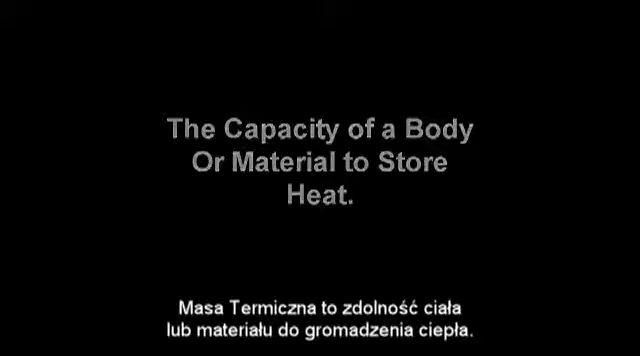 The Capacity of a Body
Or Material to Store
Heat.
Masa Termiczna to zdolność ciała
lub materiału do gromadzenia ciepła.